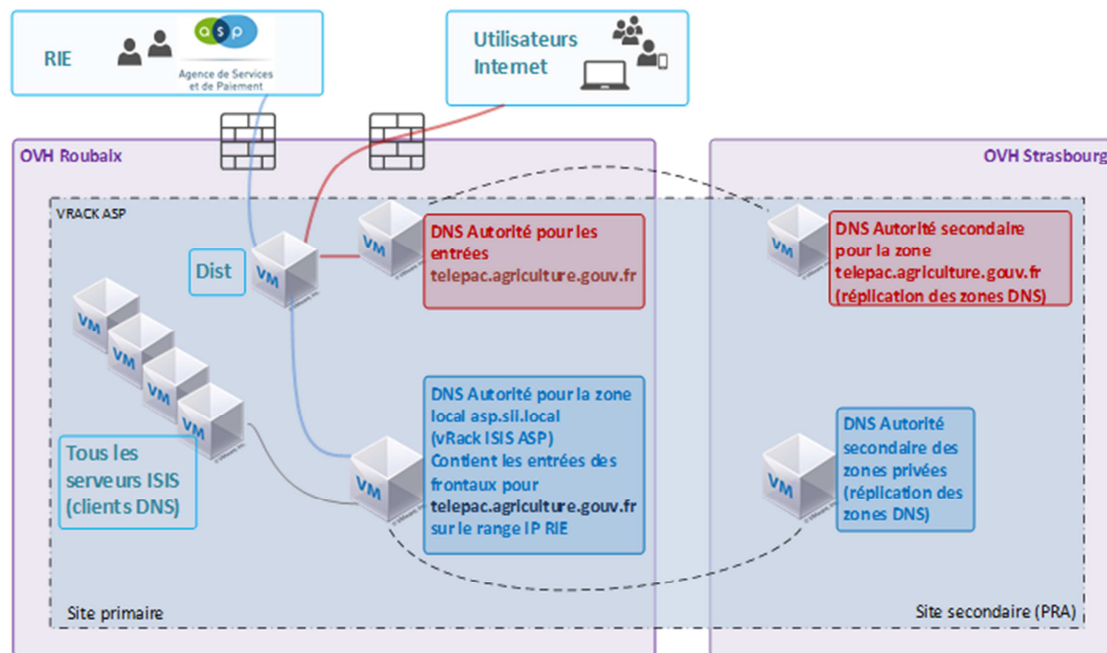 RIE
asp
Agence de Services
et de Paiement
Utilisateurs
Internet
OVH Roubaix
OVH Strasbourg
VRACK ASP
VM
DNS Autorité pour les
entrées
telepac.agriculture.gouv.fr
VM
DNS Autorité secondaire
pour la zone
telepac.agriculture.gouv.fr
(réplication des zones DNS)
Dist
VM
VM
VM
VM
VM
Tous les
serveurs ISIS
(clients DNS)
VM
DNS Autorité pour la zone
local asp.sil.local
(vRack ISIS ASP)
Contient les entrées des
frontaux pour
telepac.agriculture.gouv.fr
sur le range IP RIE
VM
DNS Autorité
secondaire des
zones privées
(réplication des
zones DNS)
Site primaire
Site secondaire (PRA)